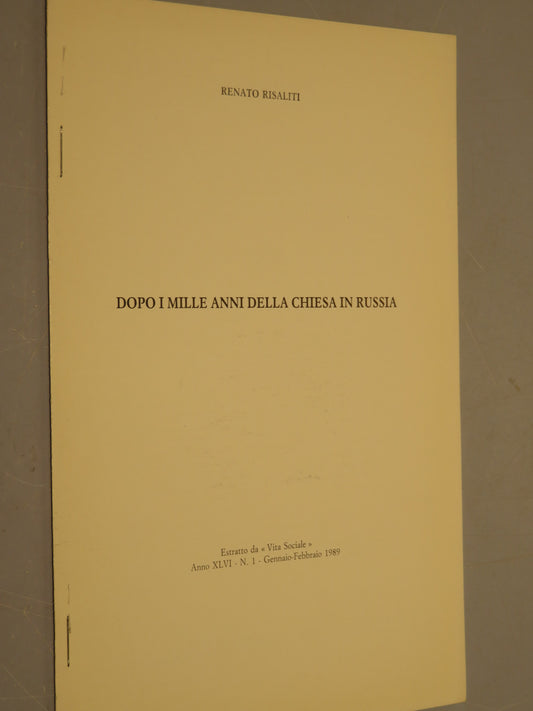 RENATO RISALITI
DOPO I MILLE ANNI DELLA CHIESA IN RUSSIA
Estratto da « Vita Sociale »
Anno XLVI - N. 1 - Gennaio-Febbraio 1989